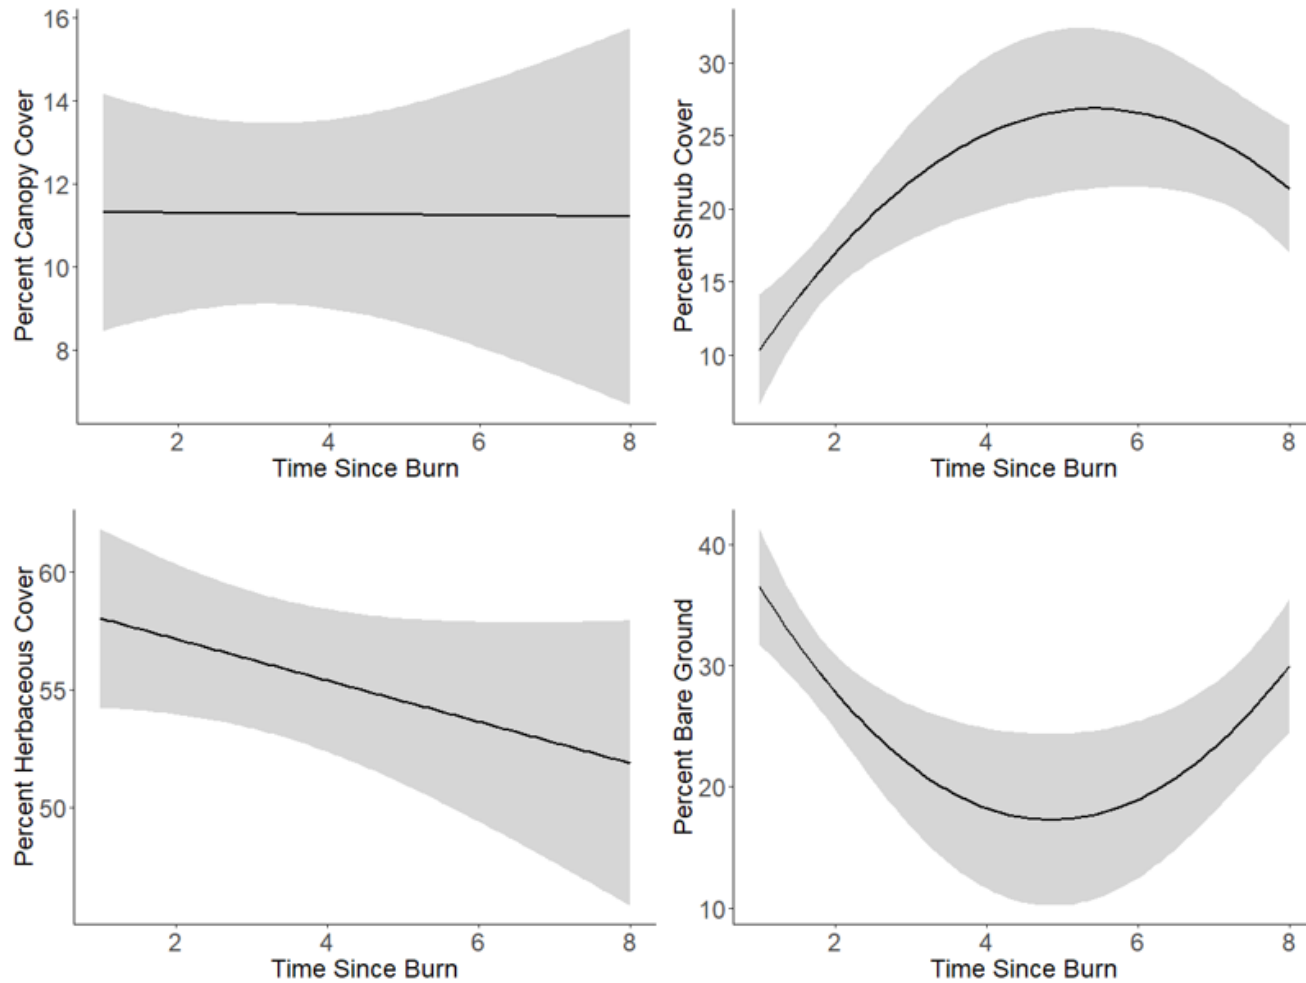 Percent Canopy Cover
16
14
12
10
8
2 4 6 8
Time Since Burn
Percent Shrub Cover
30
25
20
15
10
2 4 6 8
Time Since Burn
Percent Herbaceous Cover
60
55
50
2 4 6 8
Time Since Burn
Percent Bare Ground
40
30
20
10
2 4 6 8
Time Since Burn